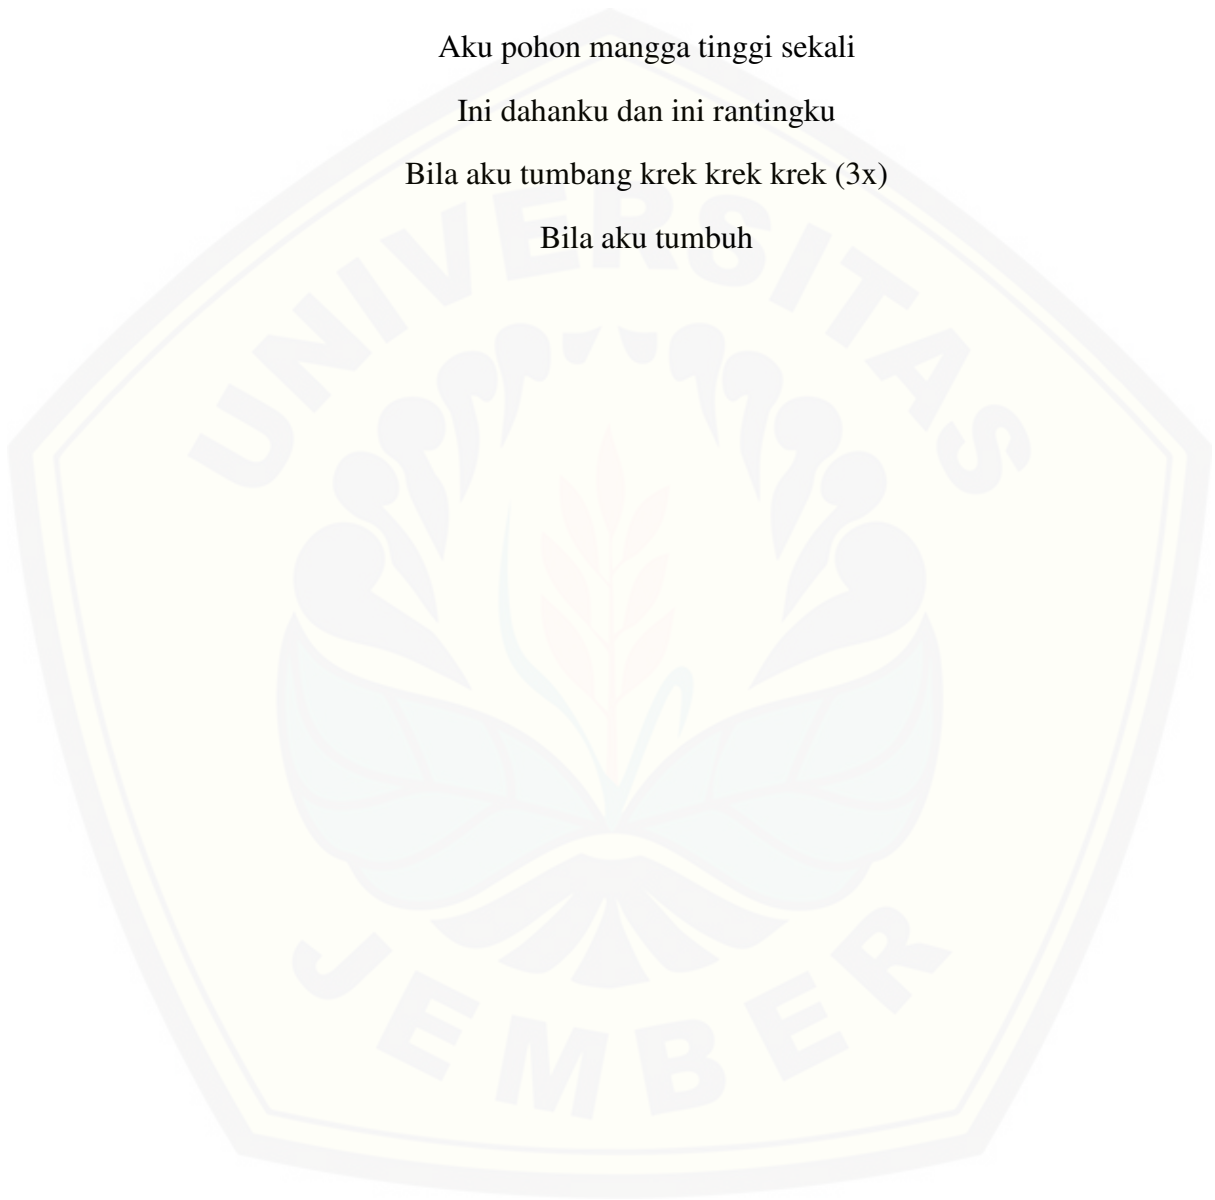 Aku pohon mangga tinggi sekali
Ini dahanku dan ini rantingku
Bila aku tumbang krek krek krek (3x)
Bila aku tumbuh
UNIVERSITAS
JEMBER